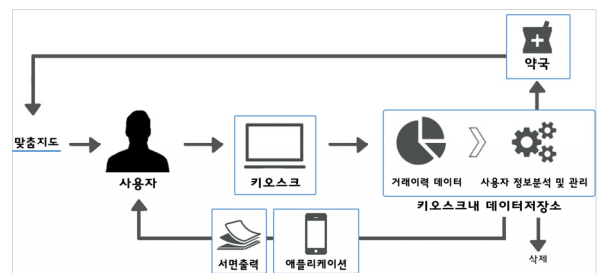 약국
맞춤지도
사용자
키오스크
거래이력 데이터
사용자 정보분석 및 관리
키오스크내 데이터저장소
서면출력
애플리케이션
삭제